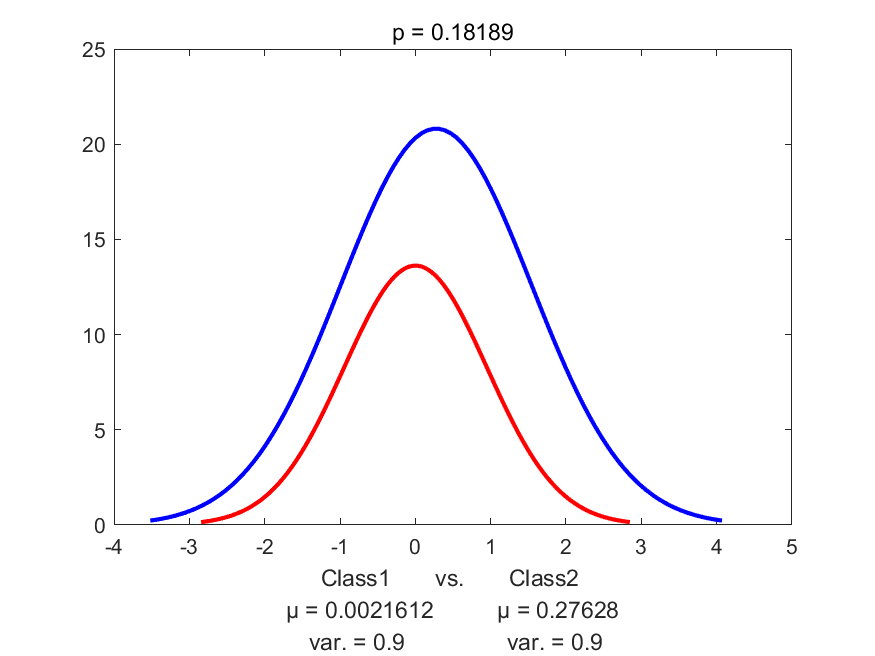 p = 0.18189
25
20
15
10
5
0
-4 -3 -2 -1 0 1 2 3 4 5
Class1 vs. Class2
μ = 0.0021612 μ = 0.27628
var. = 0.9 var. = 0.9